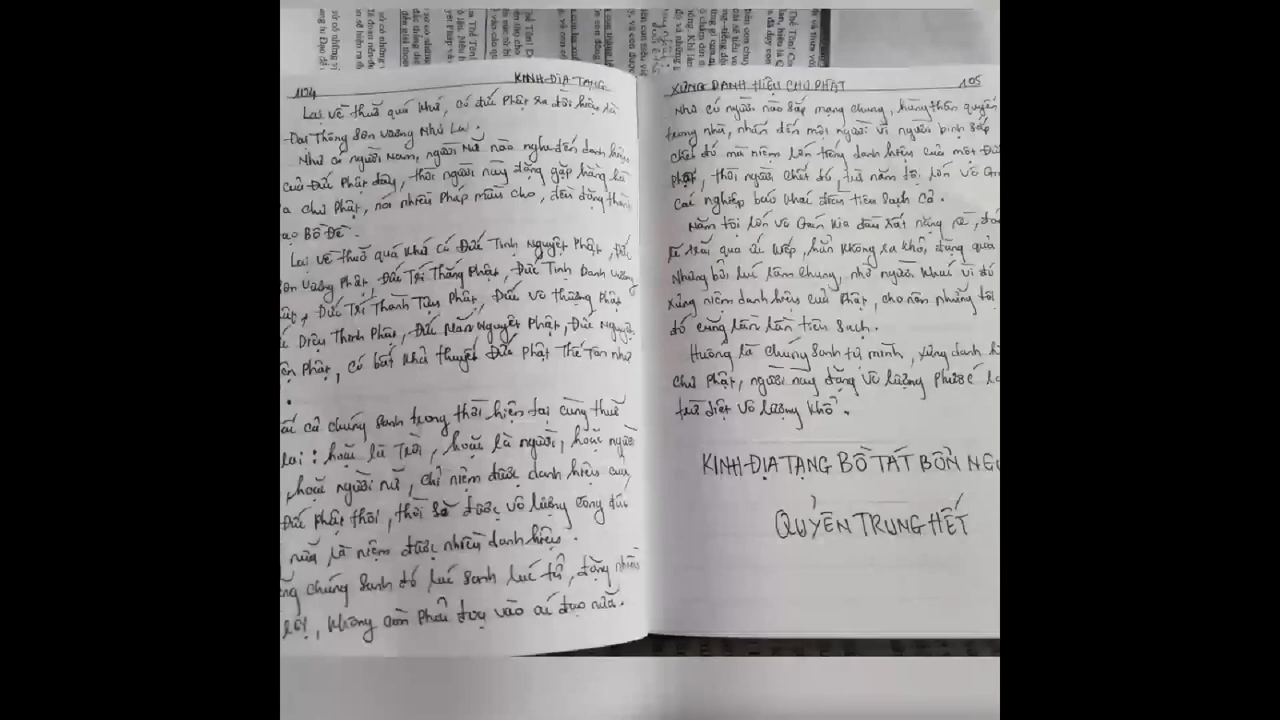 104 KINH-ĐỊA TẠNG
Lại về thuở quá khứ, có đức Phật ra đời hiệu là
Đại Thông Sơn Vương Như Lai.
Như có người Nam, người Nữ nào nghe đến danh hiệu
của Đức Phật đây, thời người này đặng gặp hằng hà
sa chư Phật, nói nhiều Pháp mầu cho, đến đặng thành
đạo Bồ Đề.
Lại về thuở quá khứ có Đức Tịnh Nguyệt Phật, Đức
Sơn Vương Phật, Đức Trí Thắng Phật, Đức Tịnh Danh Vương
Phật, Đức Trí Thành Tựu Phật, Đức Vô Thượng Phật
Diệu Thinh Phật, Đức Mãn Nguyệt Phật, Đức Nguyệt
Diện Phật, có bất khả thuyết Đức Phật Thế Tôn như
.
cả chúng sanh trong thời hiện tại cùng thuở
lai: hoặc là Trời, hoặc là người, hoặc người
, hoặc người nữ, chỉ niệm được danh hiệu của
Đức Phật thôi, thời sẽ được vô lượng công đức
nữa là niệm được nhiều danh hiệu.
chúng sanh đó lúc sanh lúc tử, đặng nhiều
lợi, không còn phải đọa vào ác đạo nữa.
XƯNG DANH HIỆU CHƯ PHẬT 105
Như có người nào sắp mạng chung, hàng thân quyến
trong nhà, nhẫn đến một người vì người bịnh sắp
chết đó mà niệm lớn tiếng danh hiệu của một Đức
Phật, thời người chết đó, trừ năm tội lớn vô
các nghiệp báo khác đều tiêu sạch cả.
Năm tội lớn vô Gián kia dầu rất nặng nề,
lẽ trải qua ức kiếp, hẳn không ra khỏi, đặng quả
Nhưng bởi lúc lâm chung, nhờ người khác vì đó
xưng niệm danh hiệu của Phật, cho nên những tội
đó cũng lần lần tiêu sạch.
Huống là chúng sanh tự mình, xưng danh
chư Phật, người này đặng vô lượng phước
trừ diệt vô lượng khổ.
KINH-ĐỊA TẠNG BỒ TÁT BỔN
QUYỂN TRUNG HẾT